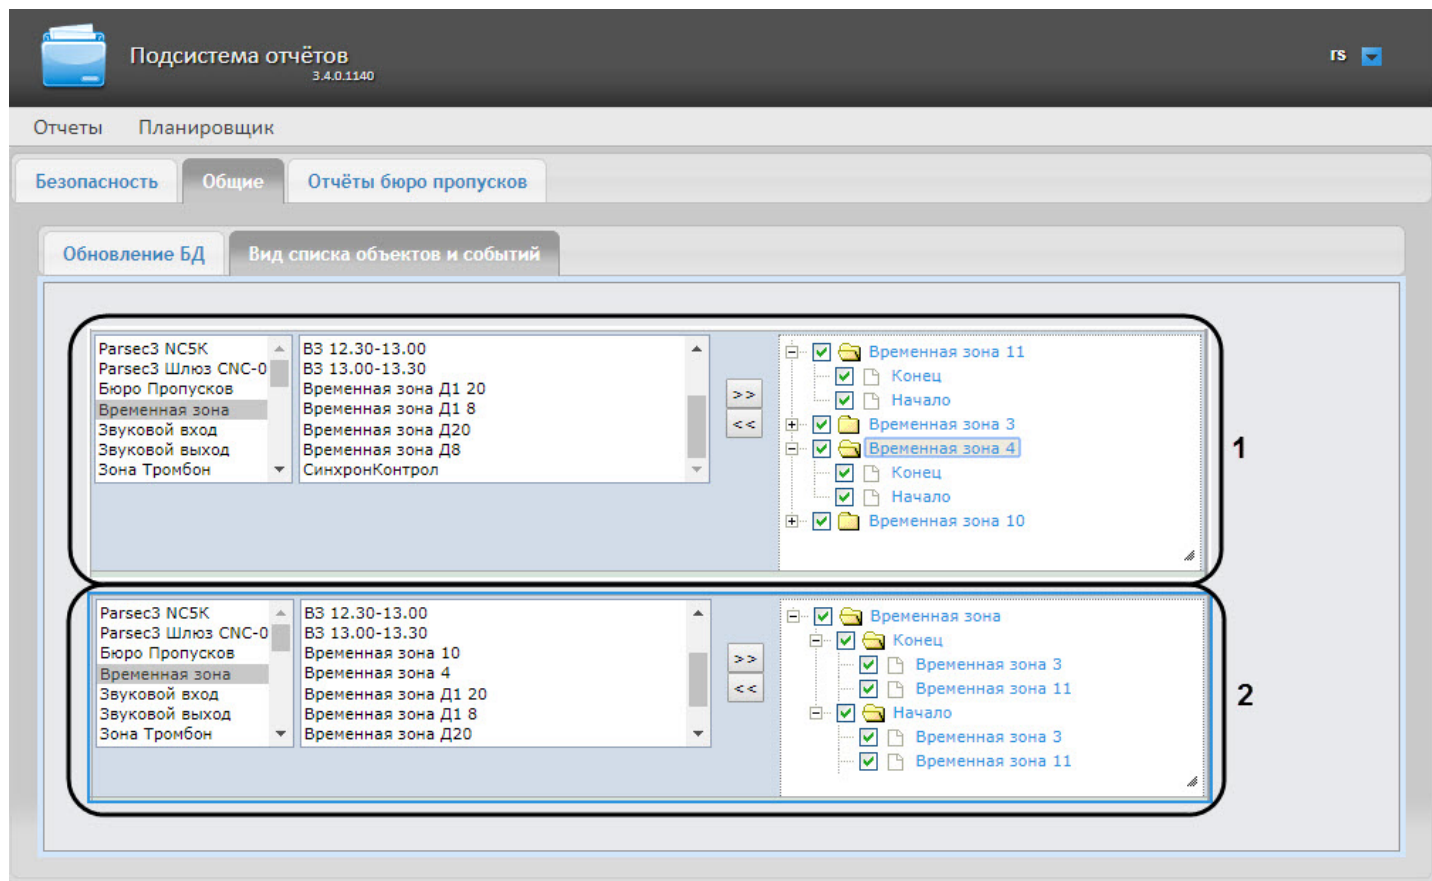 Подсистема отчётов
3.4.0.1140
rs
Отчеты Планировщик
Безопасность Общие Отчёты бюро пропусков
Обновление БД Вид списка объектов и событий
Parsec3 NC5K
Parsec3 Шлюз CNC-0
Бюро Пропусков
Временная зона
Звуковой вход
Звуковой выход
Зона Тромбон
ВЗ 12.30-13.00
ВЗ 13.00-13.30
Временная зона Д1 20
Временная зона Д1 8
Временная зона Д20
Временная зона Д8
СинхронКонтрол
>>
<<
Временная зона 11
Конец
Начало
Временная зона 3
Временная зона 4
Конец
Начало
Временная зона 10
1
Parsec3 NC5K
Parsec3 Шлюз CNC-0
Бюро Пропусков
Временная зона
Звуковой вход
Звуковой выход
Зона Тромбон
ВЗ 12.30-13.00
ВЗ 13.00-13.30
Временная зона 10
Временная зона 4
Временная зона Д1 20
Временная зона Д1 8
Временная зона Д20
>>
<<
Временная зона
Конец
Временная зона 3
Временная зона 11
Начало
Временная зона 3
Временная зона 11
2